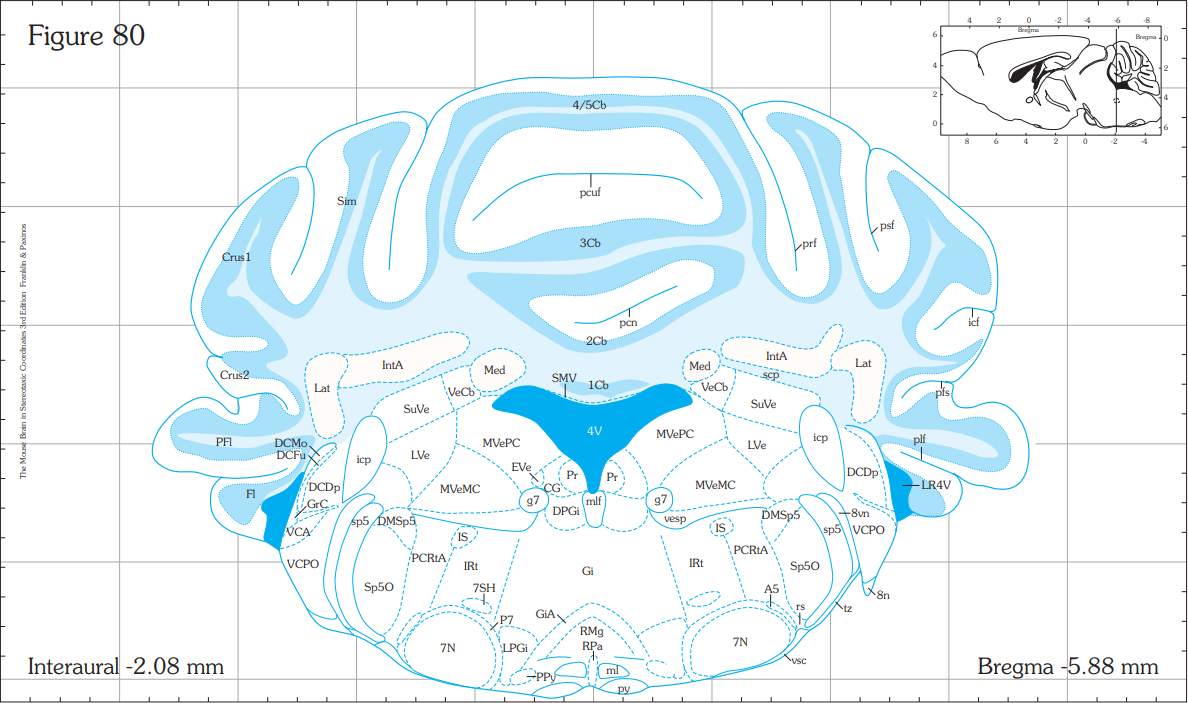 Figure 80
4 2 0 -2 -4 -6 -8
Bregma
Bregma
6
4
2
0
0
2
4
6
8 6 4 2 0 -2 -4
4/5Cb
pcuf
Sim
psf
3Cb
prf
Crus1
pcn
icf
2Cb
IntA
Med
Med
IntA
Lat
Crus2
Lat
SMV
1Cb
scp
VeCb
VeCb
pfs
SuVe
SuVe
4V
PFl
DCMo
MVePC
MVePC
plf
icp
LVe
LVe
icp
DCFu
EVe
Pr
Pr
DCDp
DCDp
CG
MVeMC
MVeMC
LR4V
Fl
GrC
g7
mlf
g7
DPGi
vesp
DMSp5
8vn
sp5
DMSp5
IS
sp5
VCPO
VCA
IS
PCRtA
PCRtA
VCPO
IRt
Gi
IRt
Sp5O
Sp5O
7SH
A5
8n
rs
tz
GiA
P7
RMg
7N
LPGi
RPa
7N
vsc
PPy
ml
py
Interaural -2.08 mm
Bregma -5.88 mm
The Mouse Brain in Stereotaxic Coordinates 3rd Edition Franklin & Paxinos